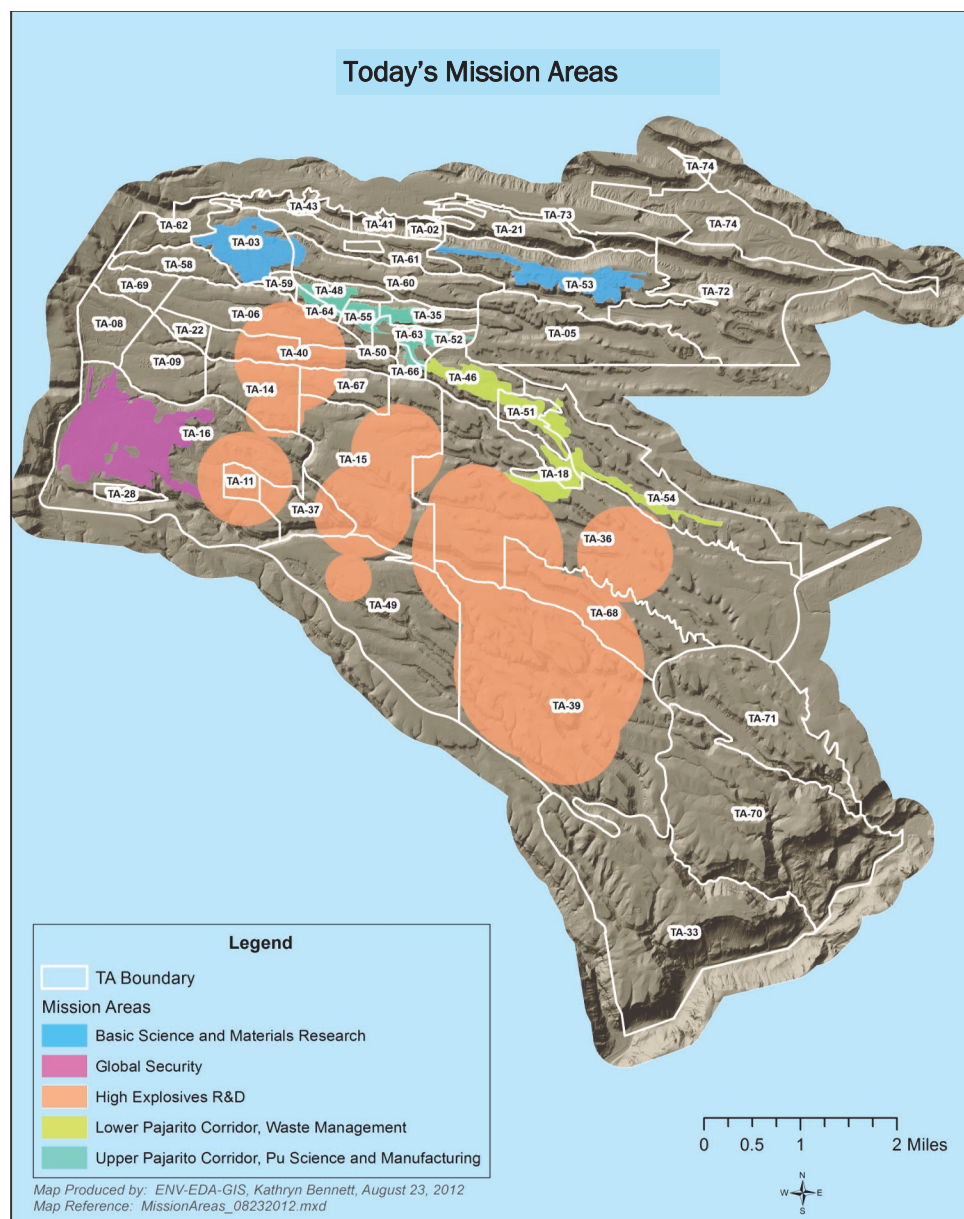 Today's Mission Areas
TA-74
TA-43
TA-73
TA-62
TA-41
TA-02
TA-21
TA-74
TA-03
TA-61
TA-58
TA-59
TA-48
TA-60
TA-53
TA-72
TA-69
TA-06
TA-64
TA-55
TA-35
TA-08
TA-22
TA-63
TA-52
TA-05
TA-09
TA-40
TA-50
TA-66
TA-14
TA-67
TA-46
TA-51
TA-16
TA-15
TA-18
TA-11
TA-28
TA-37
TA-54
TA-36
TA-49
TA-68
TA-39
TA-71
TA-70
TA-33
Legend
TA Boundary
Mission Areas
Basic Science and Materials Research
Global Security
High Explosives R&D
Lower Pajarito Corridor, Waste Management
Upper Pajarito Corridor, Pu Science and Manufacturing
0 0.5 1 2 Miles
N
W E
S
Map Produced by: ENV-EDA-GIS, Kathryn Bennett, August 23, 2012
Map Reference: MissionAreas_08232012.mxd